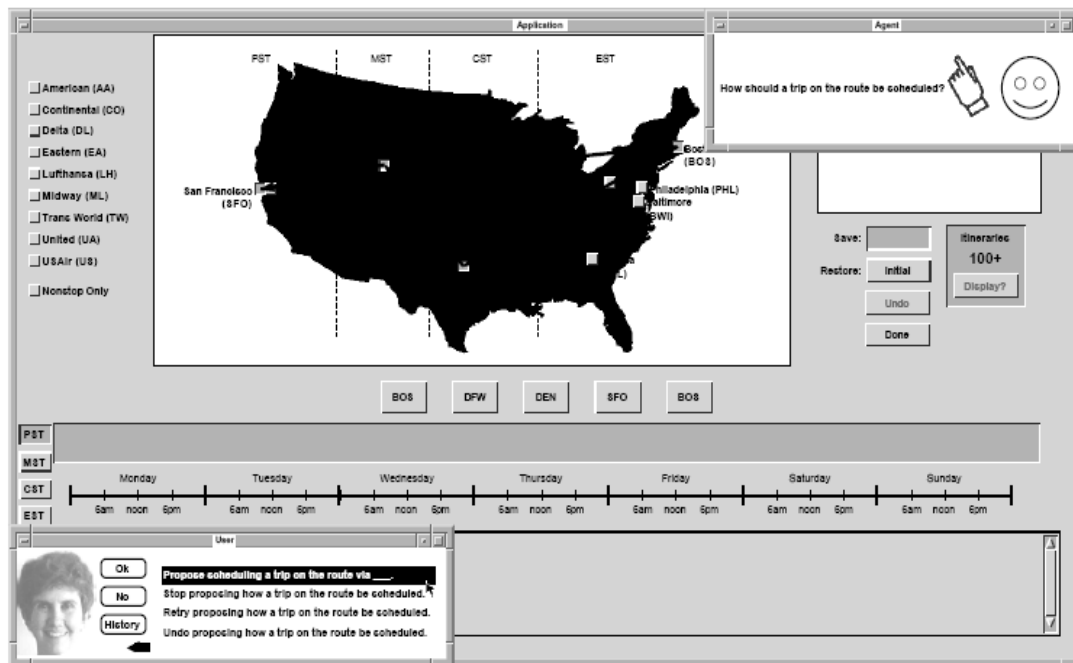 Application
Agent
How should a trip on the route be scheduled?
PST
MST
CST
EST
American (AA)
Continental (CO)
Delta (DL)
Eastern (EA)
Lufthansa (LH)
Midway (ML)
Trans World (TW)
United (UA)
USAir (US)
Nonstop Only
San Francisco
(SFO)
(BOS)
Philadelphia (PHL)
Save:
Restore:
Initial
Undo
Done
Itineraries
100+
Display?
BOS
DFW
DEN
SFO
BOS
PST
MST
CST
EST
Monday
Tuesday
Wednesday
Thursday
Friday
Saturday
Sunday
6am noon 6pm
6am noon 6pm
6am noon 6pm
6am noon 6pm
6am noon 6pm
6am noon 6pm
6am noon 6pm
User
Ok
No
History
Propose scheduling a trip on the route via ___.
Stop proposing how a trip on the route be scheduled.
Retry proposing how a trip on the route be scheduled.
Undo proposing how a trip on the route be scheduled.